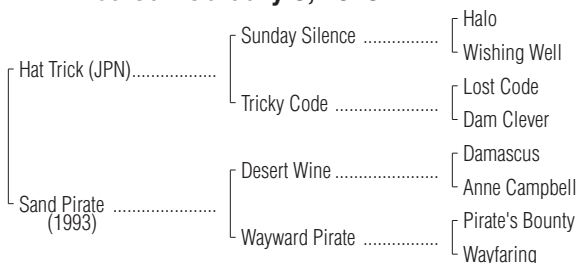 Halo
Sunday Silence ..................
Wishing Well
Hat Trick (JPN)..................
Lost Code
Tricky Code .......................
Dam Clever
Damascus
Desert Wine ......................
Anne Campbell
Sand Pirate ......................
(1993)
Pirate's Bounty
Wayward Pirate .................
Wayfaring